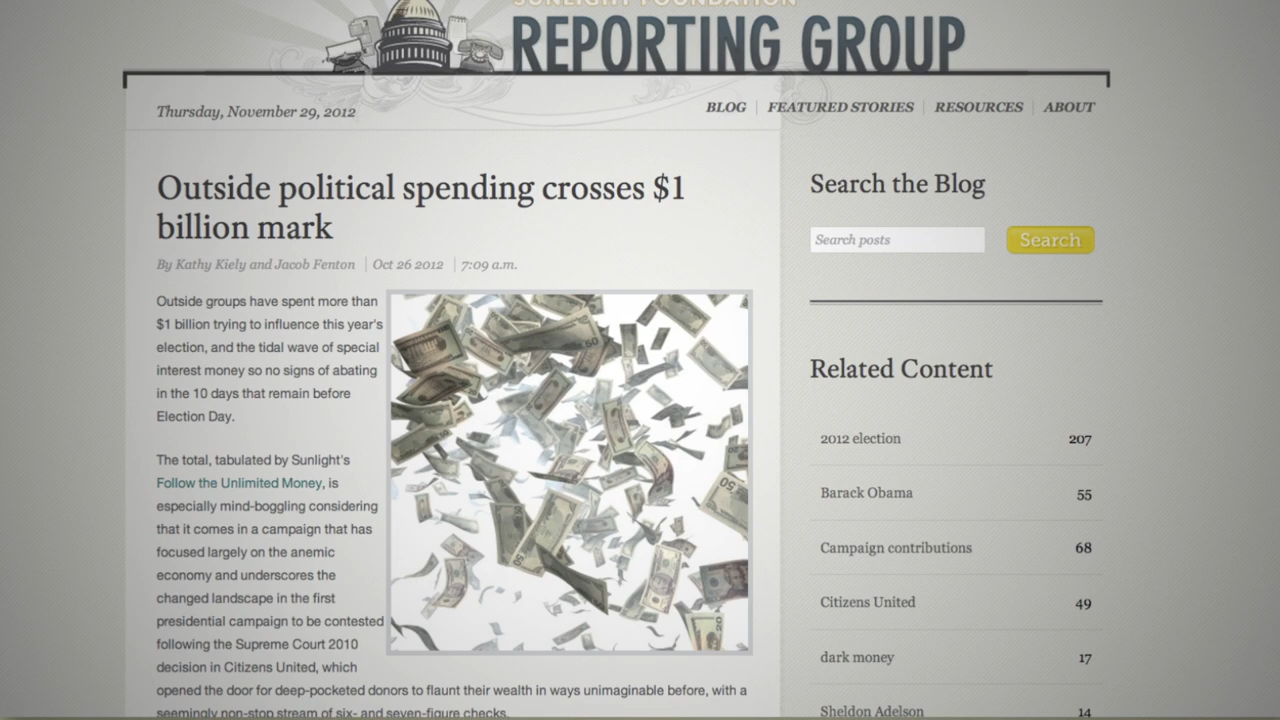 SUNLIGHT FOUNDATION
REPORTING GROUP
Thursday, November 29, 2012
BLOG
FEATURED STORIES
RESOURCES
ABOUT
Outside political spending crosses $1
billion mark
By Kathy Kiely and Jacob Fenton
Oct 26 2012
7:09 a.m.
Outside groups have spent more than
$1 billion trying to influence this year's
election, and the tidal wave of special
interest money so no signs of abating
in the 10 days that remain before
Election Day.
The total, tabulated by Sunlight's
Follow the Unlimited Money, is
especially mind-boggling considering
that it comes in a campaign that has
focused largely on the anemic
economy and underscores the
changed landscape in the first
presidential campaign to be contested
following the Supreme Court 2010
decision in Citizens United, which
opened the door for deep-pocketed donors to flaunt their wealth in ways unimaginable before, with a
seemingly non-stop stream of six- and seven-figure checks.
Search the Blog
Search posts
Search
Related Content
2012 election 207
Barack Obama 55
Campaign contributions 68
Citizens United 49
dark money 17
Sheldon Adelson 14